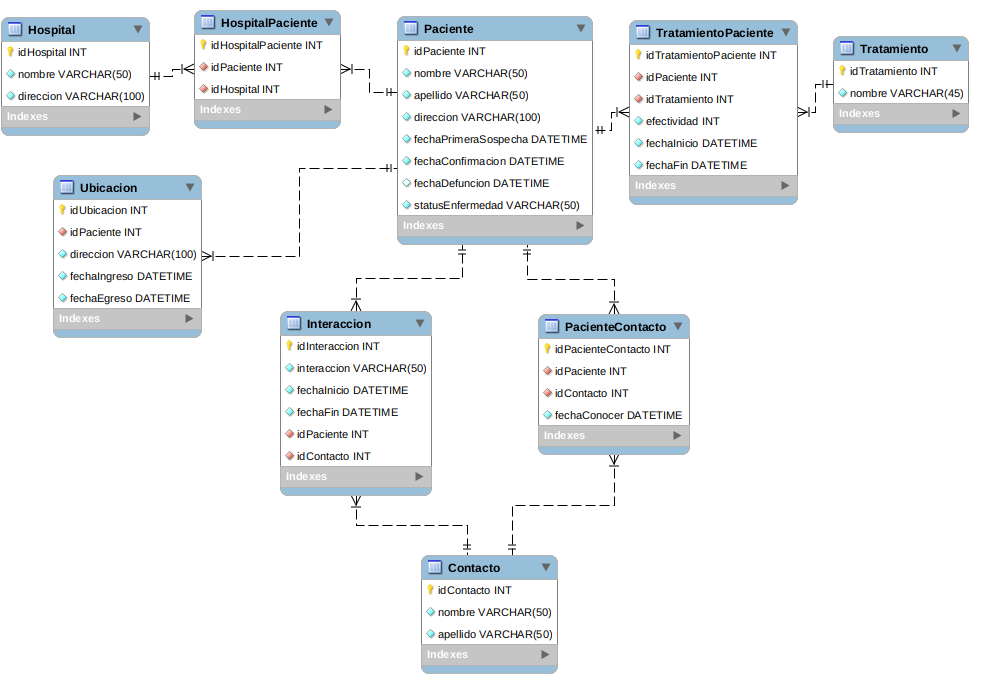 Hospital
idHospital INT
nombre VARCHAR(50)
direccion VARCHAR(100)
Indexes
HospitalPaciente
idHospitalPaciente INT
idPaciente INT
idHospital INT
Indexes
Paciente
idPaciente INT
nombre VARCHAR(50)
apellido VARCHAR(50)
direccion VARCHAR(100)
fechaPrimeraSospecha DATETIME
fechaConfirmacion DATETIME
fechaDefuncion DATETIME
statusEnfermedad VARCHAR(50)
Indexes
TratamientoPaciente
idTratamientoPaciente INT
idPaciente INT
idTratamiento INT
efectividad INT
fechaInicio DATETIME
fechaFin DATETIME
Indexes
Tratamiento
idTratamiento INT
nombre VARCHAR(45)
Indexes
Ubicacion
idUbicacion INT
idPaciente INT
direccion VARCHAR(100)
fechaIngreso DATETIME
fechaEgreso DATETIME
Indexes
Interaccion
idInteraccion INT
interaccion VARCHAR(50)
fechaInicio DATETIME
fechaFin DATETIME
idPaciente INT
idContacto INT
Indexes
PacienteContacto
idPacienteContacto INT
idPaciente INT
idContacto INT
fechaConocer DATETIME
Indexes
Contacto
idContacto INT
nombre VARCHAR(50)
apellido VARCHAR(50)
Indexes